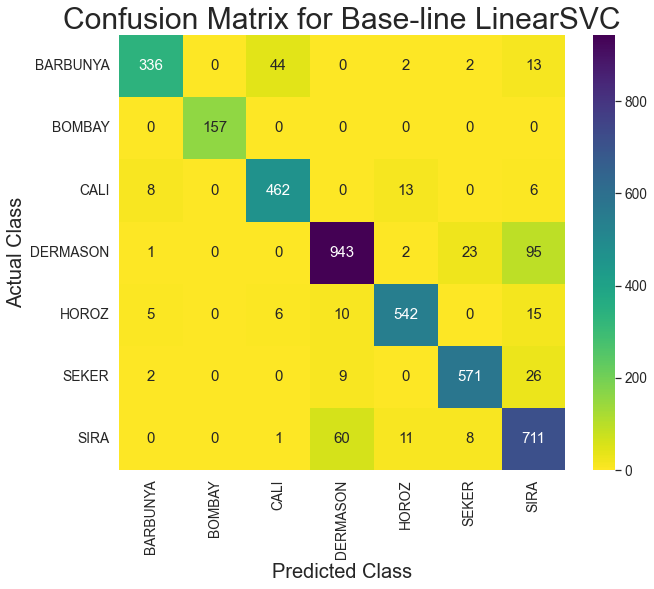 Confusion Matrix for Base-line LinearSVC
Actual Class
BARBUNYA 336 0 44 0 2 2 13
BOMBAY 0 157 0 0 0 0 0
CALI 8 0 462 0 13 0 6
DERMASON 1 0 0 943 2 23 95
HOROZ 5 0 6 10 542 0 15
SEKER 2 0 0 9 0 571 26
SIRA 0 0 1 60 11 8 711
BARBUNYA
BOMBAY
CALI
DERMASON
HOROZ
SEKER
SIRA
Predicted Class
800
600
400
200
0